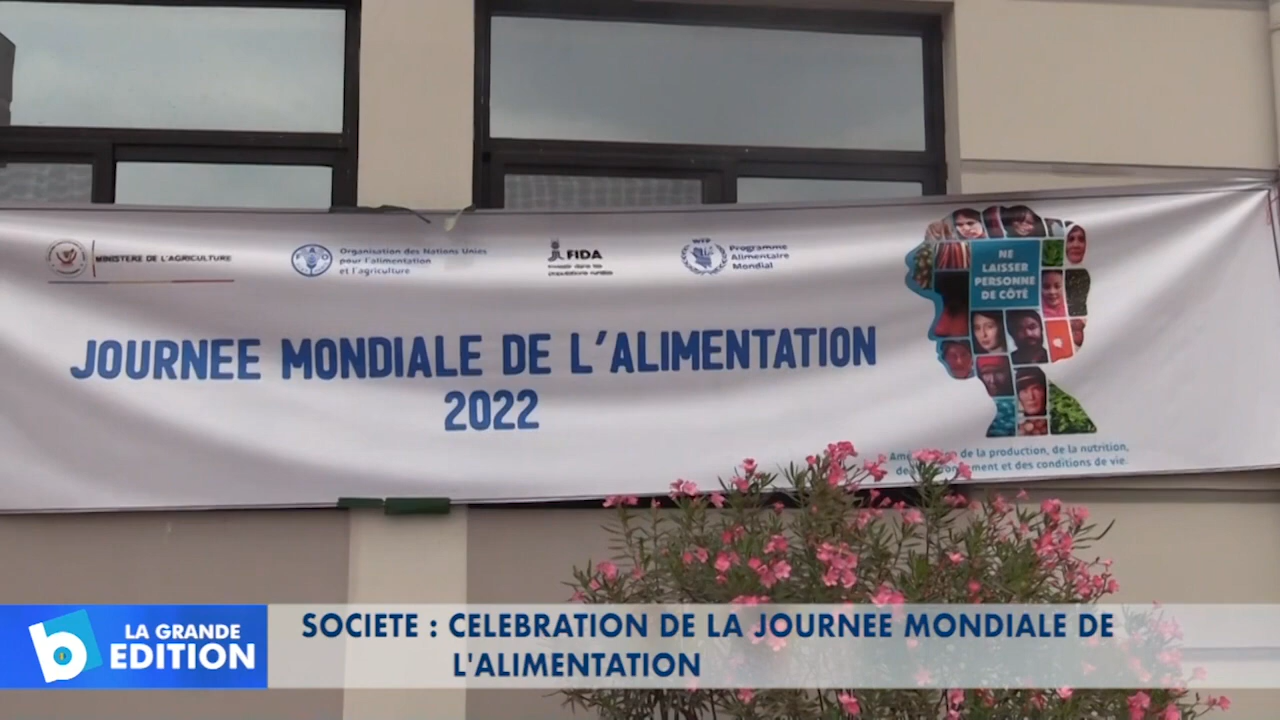 MINISTERE DE L'AGRICULTURE
Organisation des Nations Unies
pour l'alimentation
et l'agriculture
FIDA
WFP
Programme
Alimentaire
Mondial
NE
LAISSER
PERSONNE
DE CÔTÉ
JOURNEE MONDIALE DE L'ALIMENTATION
2022
de la production, de la nutrition,
et des conditions de vie.
LA GRANDE
EDITION
SOCIETE : CELEBRATION DE LA JOURNEE MONDIALE DE
L'ALIMENTATION